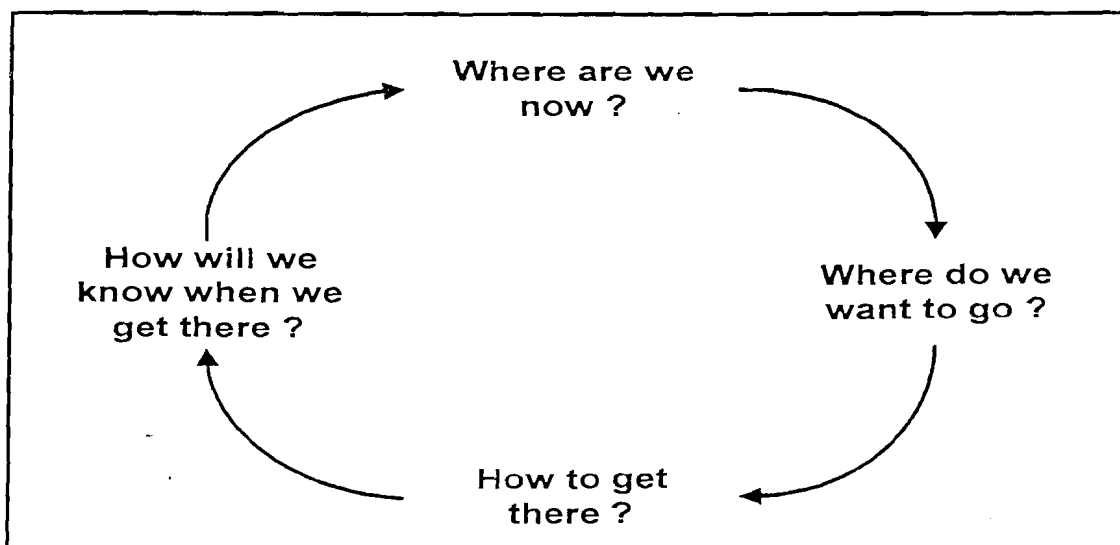 Where are we
now ?
Where do we
want to go ?
How to get
there ?
How will we
know when we
get there ?